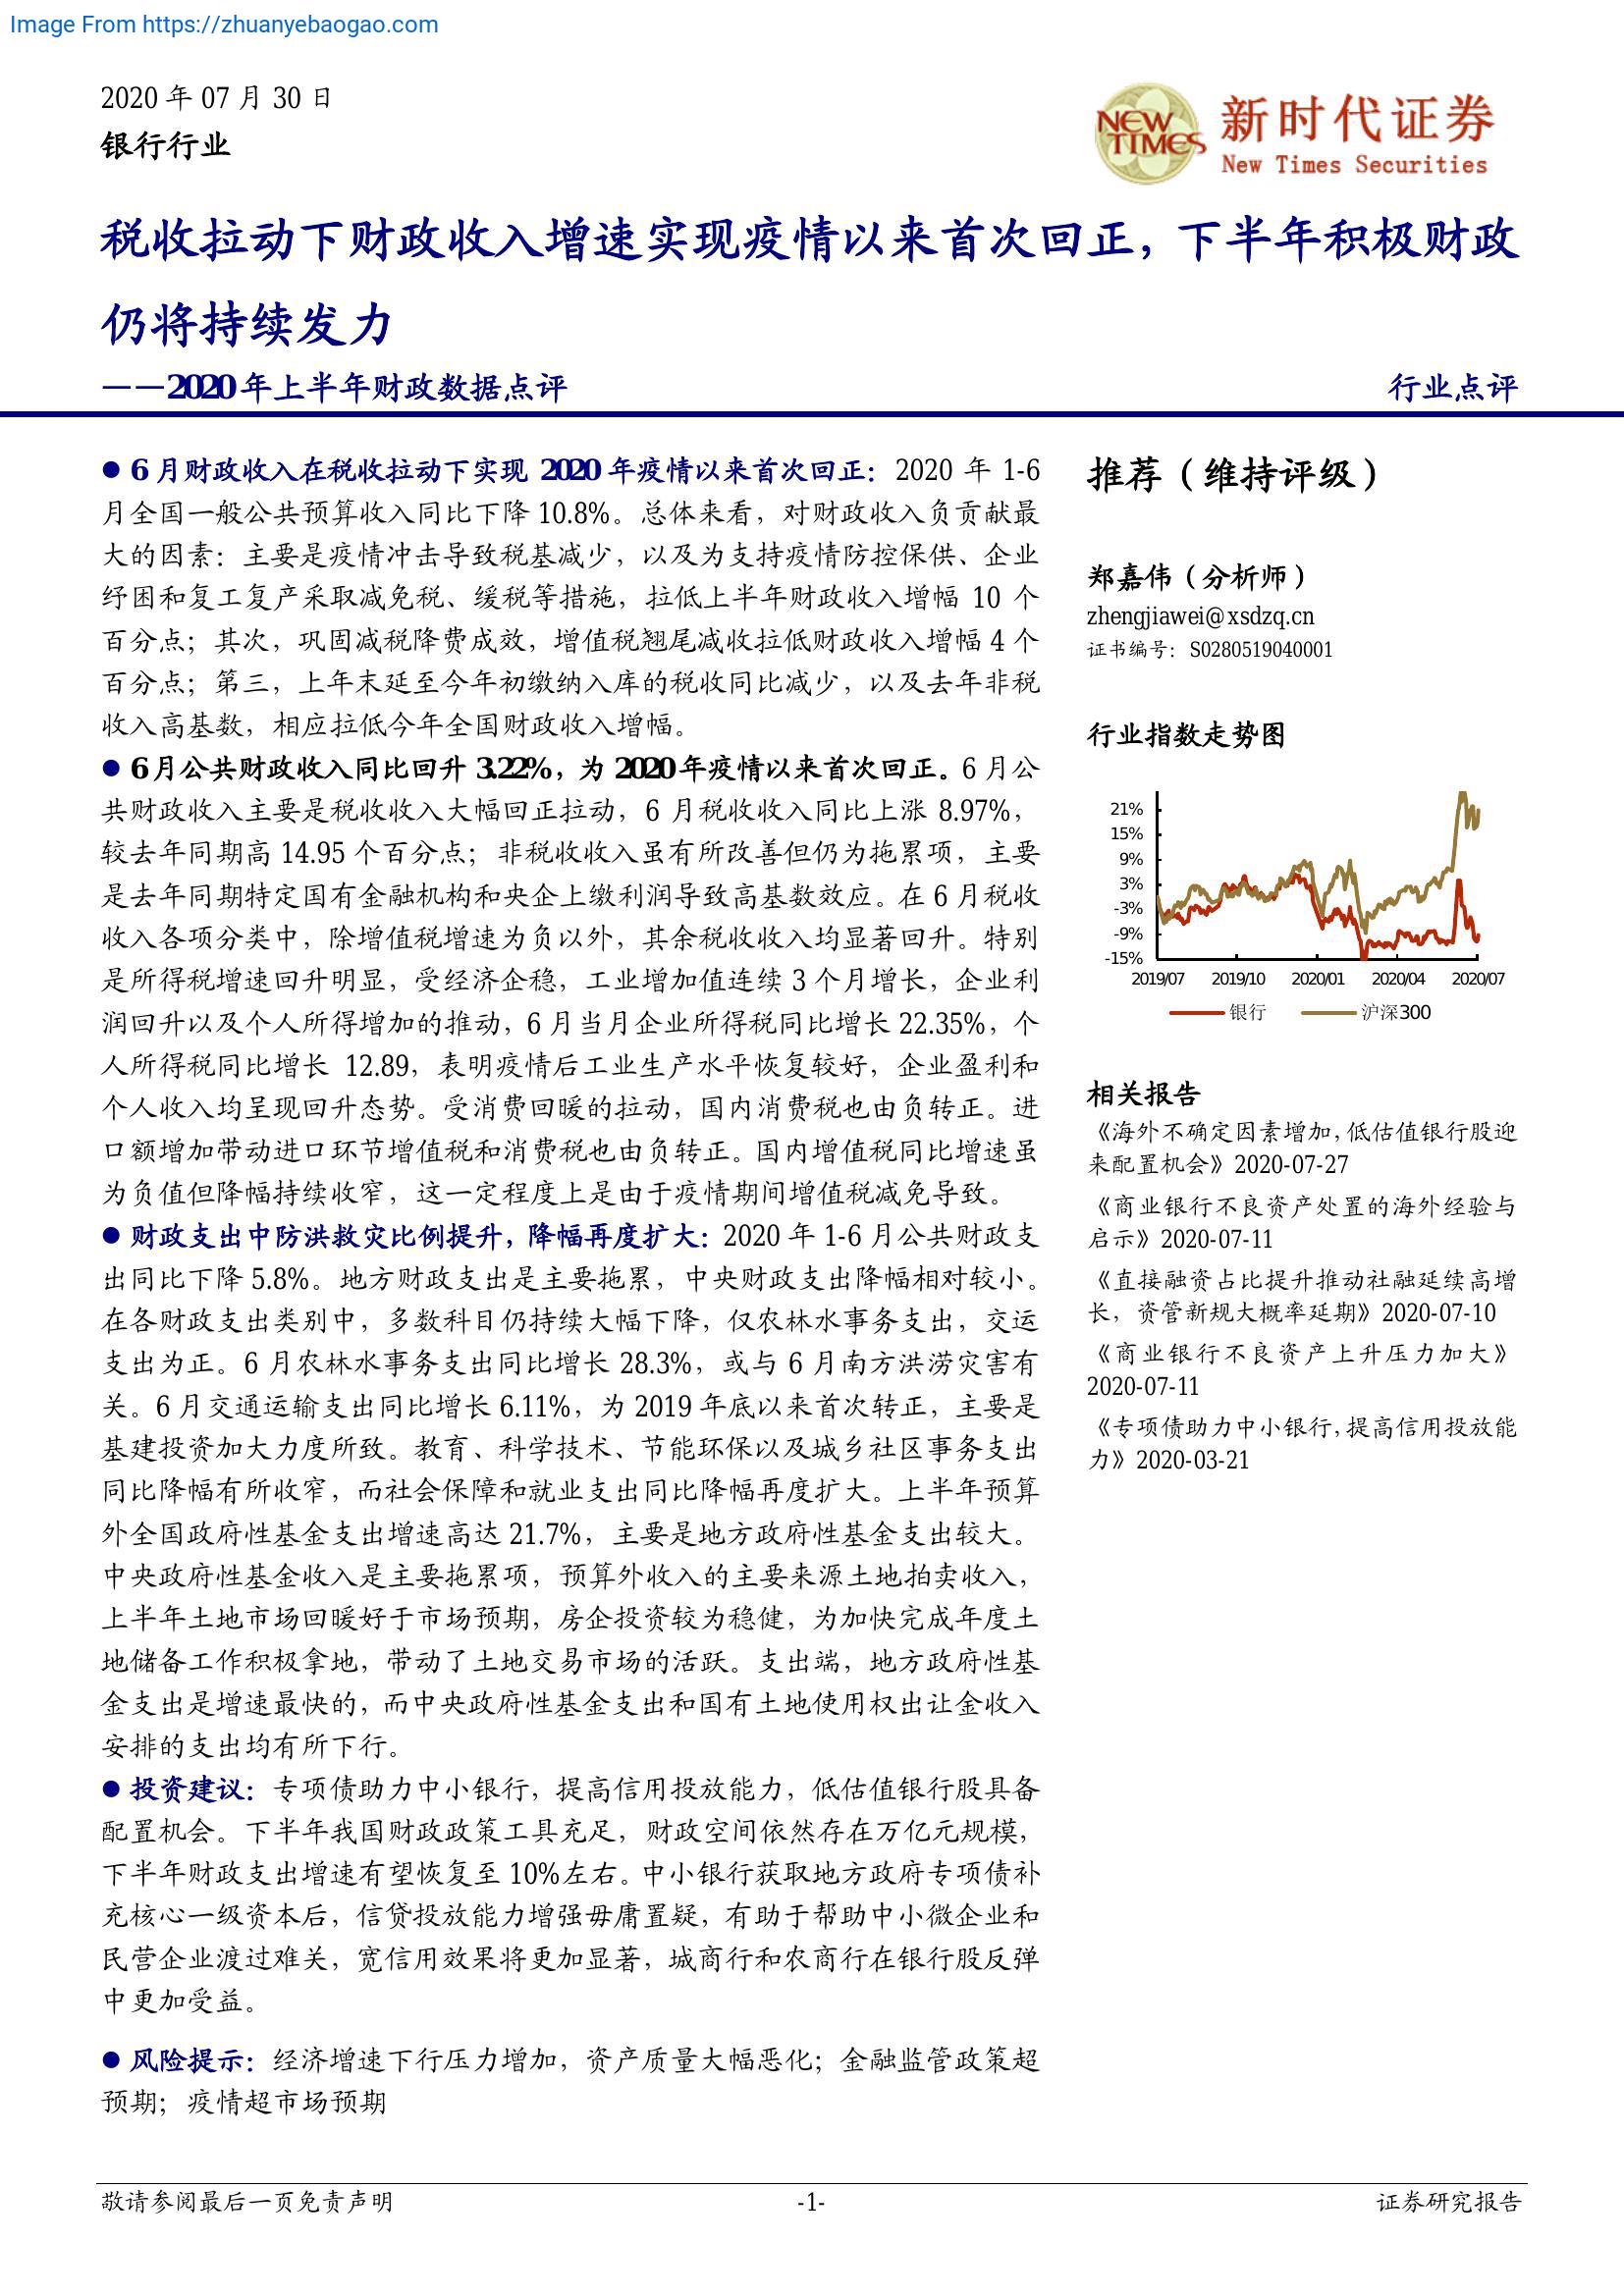 Image From https://zhuanyebaogao.com
2020 年 07 月 30 日
银行行业
NEW TIMES
新时代证券
New Times Securities
税收拉动下财政收入增速实现疫情以来首次回正，下半年积极财政
仍将持续发力
——2020 年上半年财政数据点评
行业点评
● 6 月财政收入在税收拉动下实现 2020 年疫情以来首次回正：2020 年 1-6
月全国一般公共预算收入同比下降 10.8%。总体来看，对财政收入负贡献最
大的因素：主要是疫情冲击导致税基减少，以及为支持疫情防控保供、企业
纾困和复工复产采取减免税、缓税等措施，拉低上半年财政收入增幅 10 个
百分点；其次，巩固减税降费成效，增值税翘尾减收拉低财政收入增幅 4 个
百分点；第三，上年末延至今年初缴纳入库的税收同比减少，以及去年非税
收入高基数，相应拉低今年全国财政收入增幅。
● 6 月公共财政收入同比回升 3.22%，为 2020 年疫情以来首次回正。6 月公
共财政收入主要是税收收入大幅回正拉动，6 月税收收入同比上涨 8.97%，
较去年同期高 14.95 个百分点；非税收收入虽有所改善但仍为拖累项，主要
是去年同期特定国有金融机构和央企上缴利润导致高基数效应。在 6 月税收
收入各项分类中，除增值税增速为负以外，其余税收收入均显著回升。特别
是所得税增速回升明显，受经济企稳，工业增加值连续 3 个月增长，企业利
润回升以及个人所得增加的推动，6 月当月企业所得税同比增长 22.35%，个
人所得税同比增长 12.89，表明疫情后工业生产水平恢复较好，企业盈利和
个人收入均呈现回升态势。受消费回暖的拉动，国内消费税也由负转正。进
口额增加带动进口环节增值税和消费税也由负转正。国内增值税同比增速虽
为负值但降幅持续收窄，这一定程度上是由于疫情期间增值税减免导致。
● 财政支出中防洪救灾比例提升，降幅再度扩大：2020 年 1-6 月公共财政支
出同比下降 5.8%。地方财政支出是主要拖累，中央财政支出降幅相对较小。
在各财政支出类别中，多数科目仍持续大幅下降，仅农林水事务支出，交运
支出为正。6 月农林水事务支出同比增长 28.3%，或与 6 月南方洪涝灾害有
关。6 月交通运输支出同比增长 6.11%，为 2019 年底以来首次转正，主要是
基建投资加大力度所致。教育、科学技术、节能环保以及城乡社区事务支出
同比降幅有所收窄，而社会保障和就业支出同比降幅再度扩大。上半年预算
外全国政府性基金支出增速高达 21.7%，主要是地方政府性基金支出较大。
中央政府性基金收入是主要拖累项，预算外收入的主要来源土地拍卖收入，
上半年土地市场回暖好于市场预期，房企投资较为稳健，为加快完成年度土
地储备工作积极拿地，带动了土地交易市场的活跃。支出端，地方政府性基
金支出是增速最快的，而中央政府性基金支出和国有土地使用权出让金收入
安排的支出均有所下行。
● 投资建议：专项债助力中小银行，提高信用投放能力，低估值银行股具备
配置机会。下半年我国财政政策工具充足，财政空间依然存在万亿元规模，
下半年财政支出增速有望恢复至 10%左右。中小银行获取地方政府专项债补
充核心一级资本后，信贷投放能力增强毋庸置疑，有助于帮助中小微企业和
民营企业渡过难关，宽信用效果将更加显著，城商行和农商行在银行股反弹
中更加受益。
● 风险提示：经济增速下行压力增加，资产质量大幅恶化；金融监管政策超
预期；疫情超市场预期
推荐（维持评级）
郑嘉伟（分析师）
zhengjiawei@xsdzq.cn
证书编号：S0280519040001
行业指数走势图
21%
15%
9%
3%
-3%
-9%
-15%
2019/07 2019/10 2020/01 2020/04 2020/07
银行 沪深300
相关报告
《海外不确定因素增加，低估值银行股迎
来配置机会》2020-07-27
《商业银行不良资产处置的海外经验与
启示》2020-07-11
《直接融资占比提升推动社融延续高增
长，资管新规大概率延期》2020-07-10
《商业银行不良资产上升压力加大》
2020-07-11
《专项债助力中小银行，提高信用投放能
力》2020-03-21
敬请参阅最后一页免责声明
-1-
证券研究报告